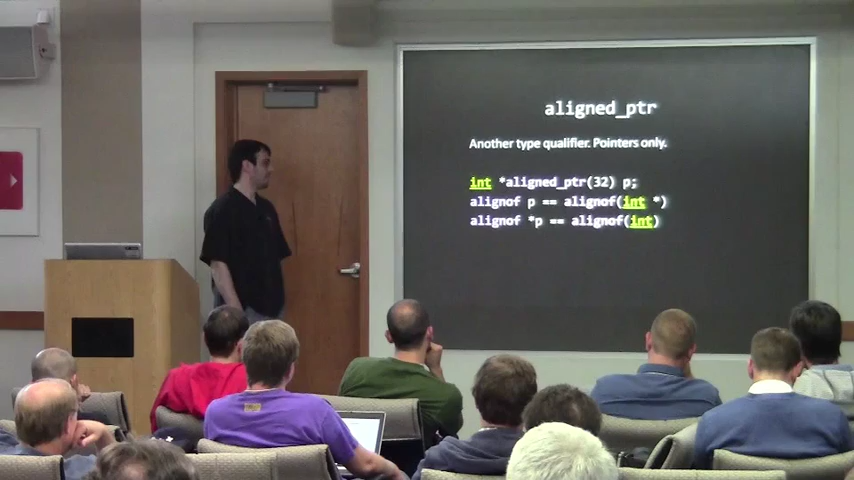 aligned_ptr
Another type qualifier. Pointers only.
int *aligned_ptr(32) p;
alignof p == alignof(int *)
alignof *p == alignof(int)